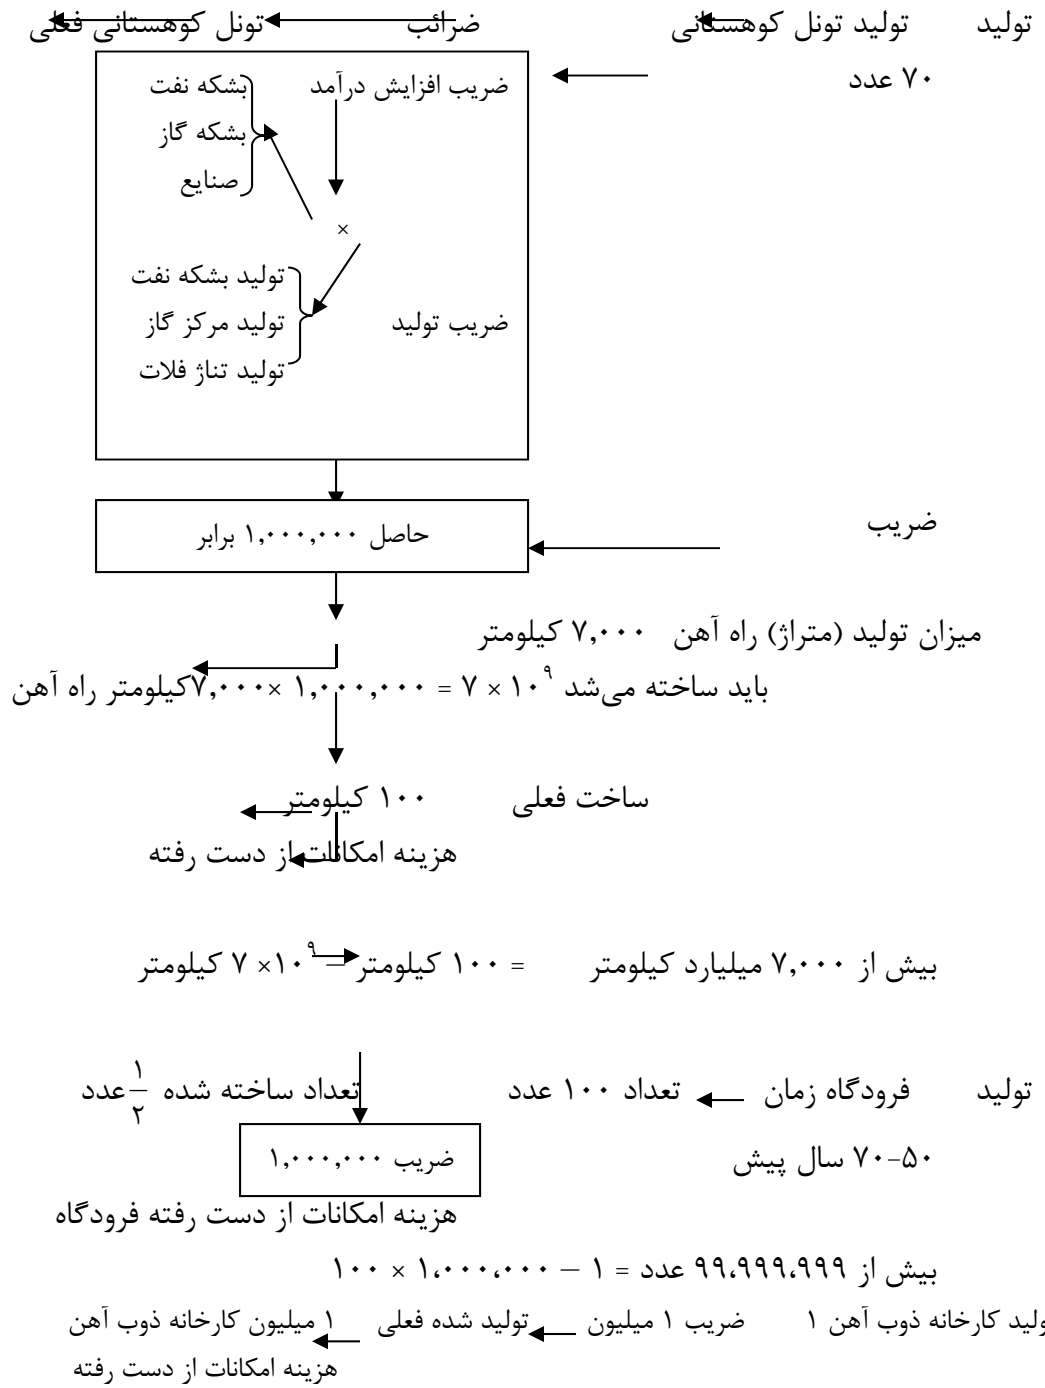 تولید تولید تونل کوهستانی ضرائب تونل کوهستانی فعلی
۷۰ عدد
ضریب افزایش درآمد بشکه نفت
بشکه گاز
صنایع
×
تولید بشکه نفت
ضریب تولید تولید مرکز گاز
تولید تناژ فلات
ضریب حاصل ۱,۰۰۰,۰۰۰ برابر
میزان تولید (متراژ) راه آهن ۷,۰۰۰ کیلومتر
باید ساخته می‌شد ۷,۰۰۰× ۱,۰۰۰,۰۰۰ = ۷ × ۱۰^۹ کیلومتر راه آهن
ساخت فعلی ۱۰۰ کیلومتر
هزینه امکانات از دست رفته
بیش از ۷,۰۰۰ میلیارد کیلومتر = ۱۰۰ کیلومتر – ۷ ×۱۰^۹ کیلومتر
تولید فرودگاه زمان تعداد ۱۰۰ عدد تعداد ساخته شده ۱/۲ عدد
۷۰-۵۰ سال پیش ضریب ۱,۰۰۰,۰۰۰
هزینه امکانات از دست رفته فرودگاه
بیش از ۹۹،۹۹۹،۹۹۹ عدد = ۱۰۰ × ۱،۰۰۰،۰۰۰ – ۱
ولید کارخانه ذوب آهن ۱ ضریب ۱ میلیون تولید شده فعلی ۱ میلیون کارخانه ذوب آهن
هزینه امکانات از دست رفته